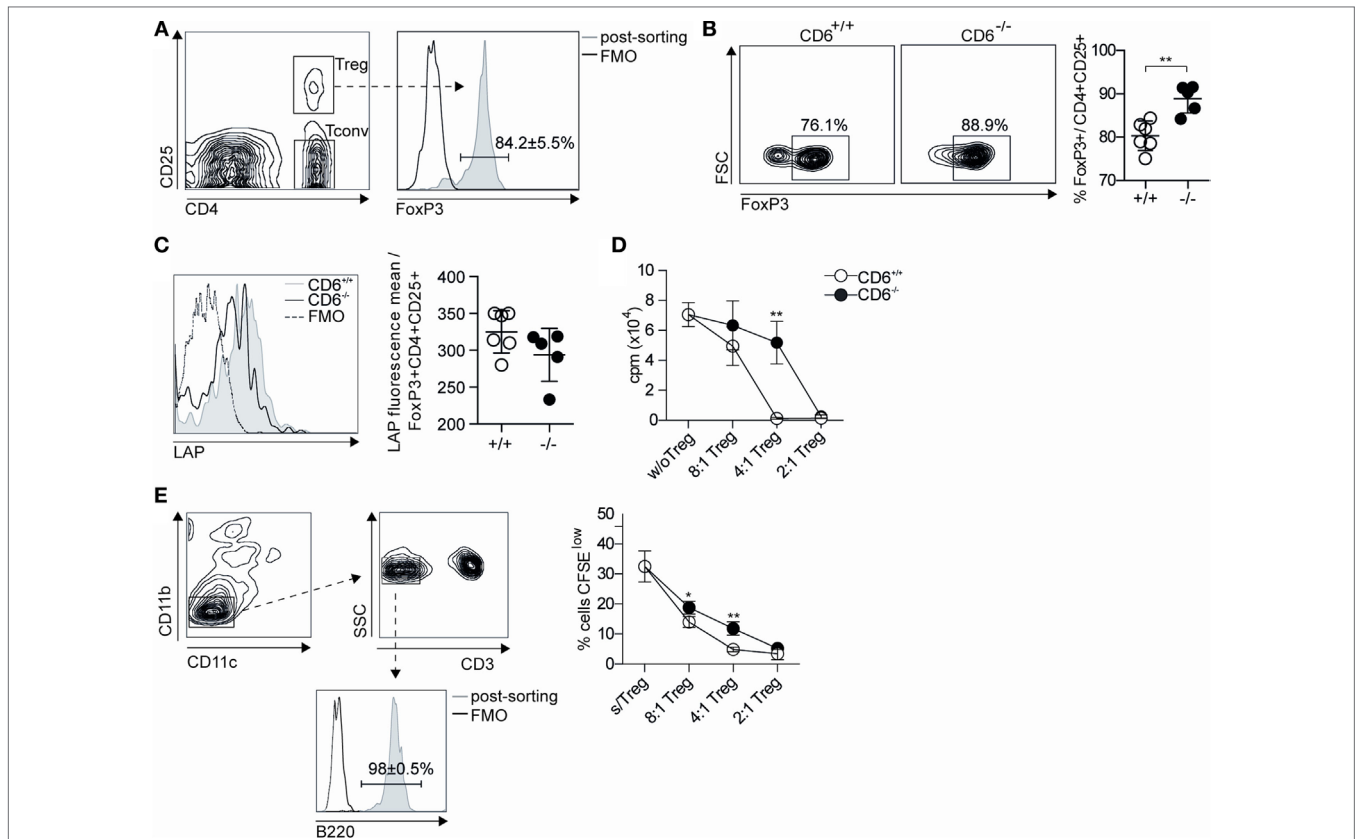 A
CD25
Treg
Tconv
CD4
post-sorting
FMO
84.2±5.5%
FoxP3
B
CD6+/+
CD6-/-
FSC
76.1%
88.9%
FoxP3
% FoxP3+/ CD4+CD25+
100
90
80
70
**
+/+
-/-
C
CD6+/+
CD6-/-
FMO
LAP
LAP fluorescence mean /
FoxP3+CD4+CD25+
400
350
300
250
200
+/+
-/-
D
cpm (x10⁴)
10
8
6
4
2
0
**
CD6+/+
CD6-/-
w/oTreg
8:1 Treg
4:1 Treg
2:1 Treg
E
CD11b
CD11c
SSC
CD3
post-sorting
FMO
98±0.5%
B220
% cells CFSElow
50
40
30
20
10
0
*
**
s/Treg
8:1 Treg
4:1 Treg
2:1 Treg